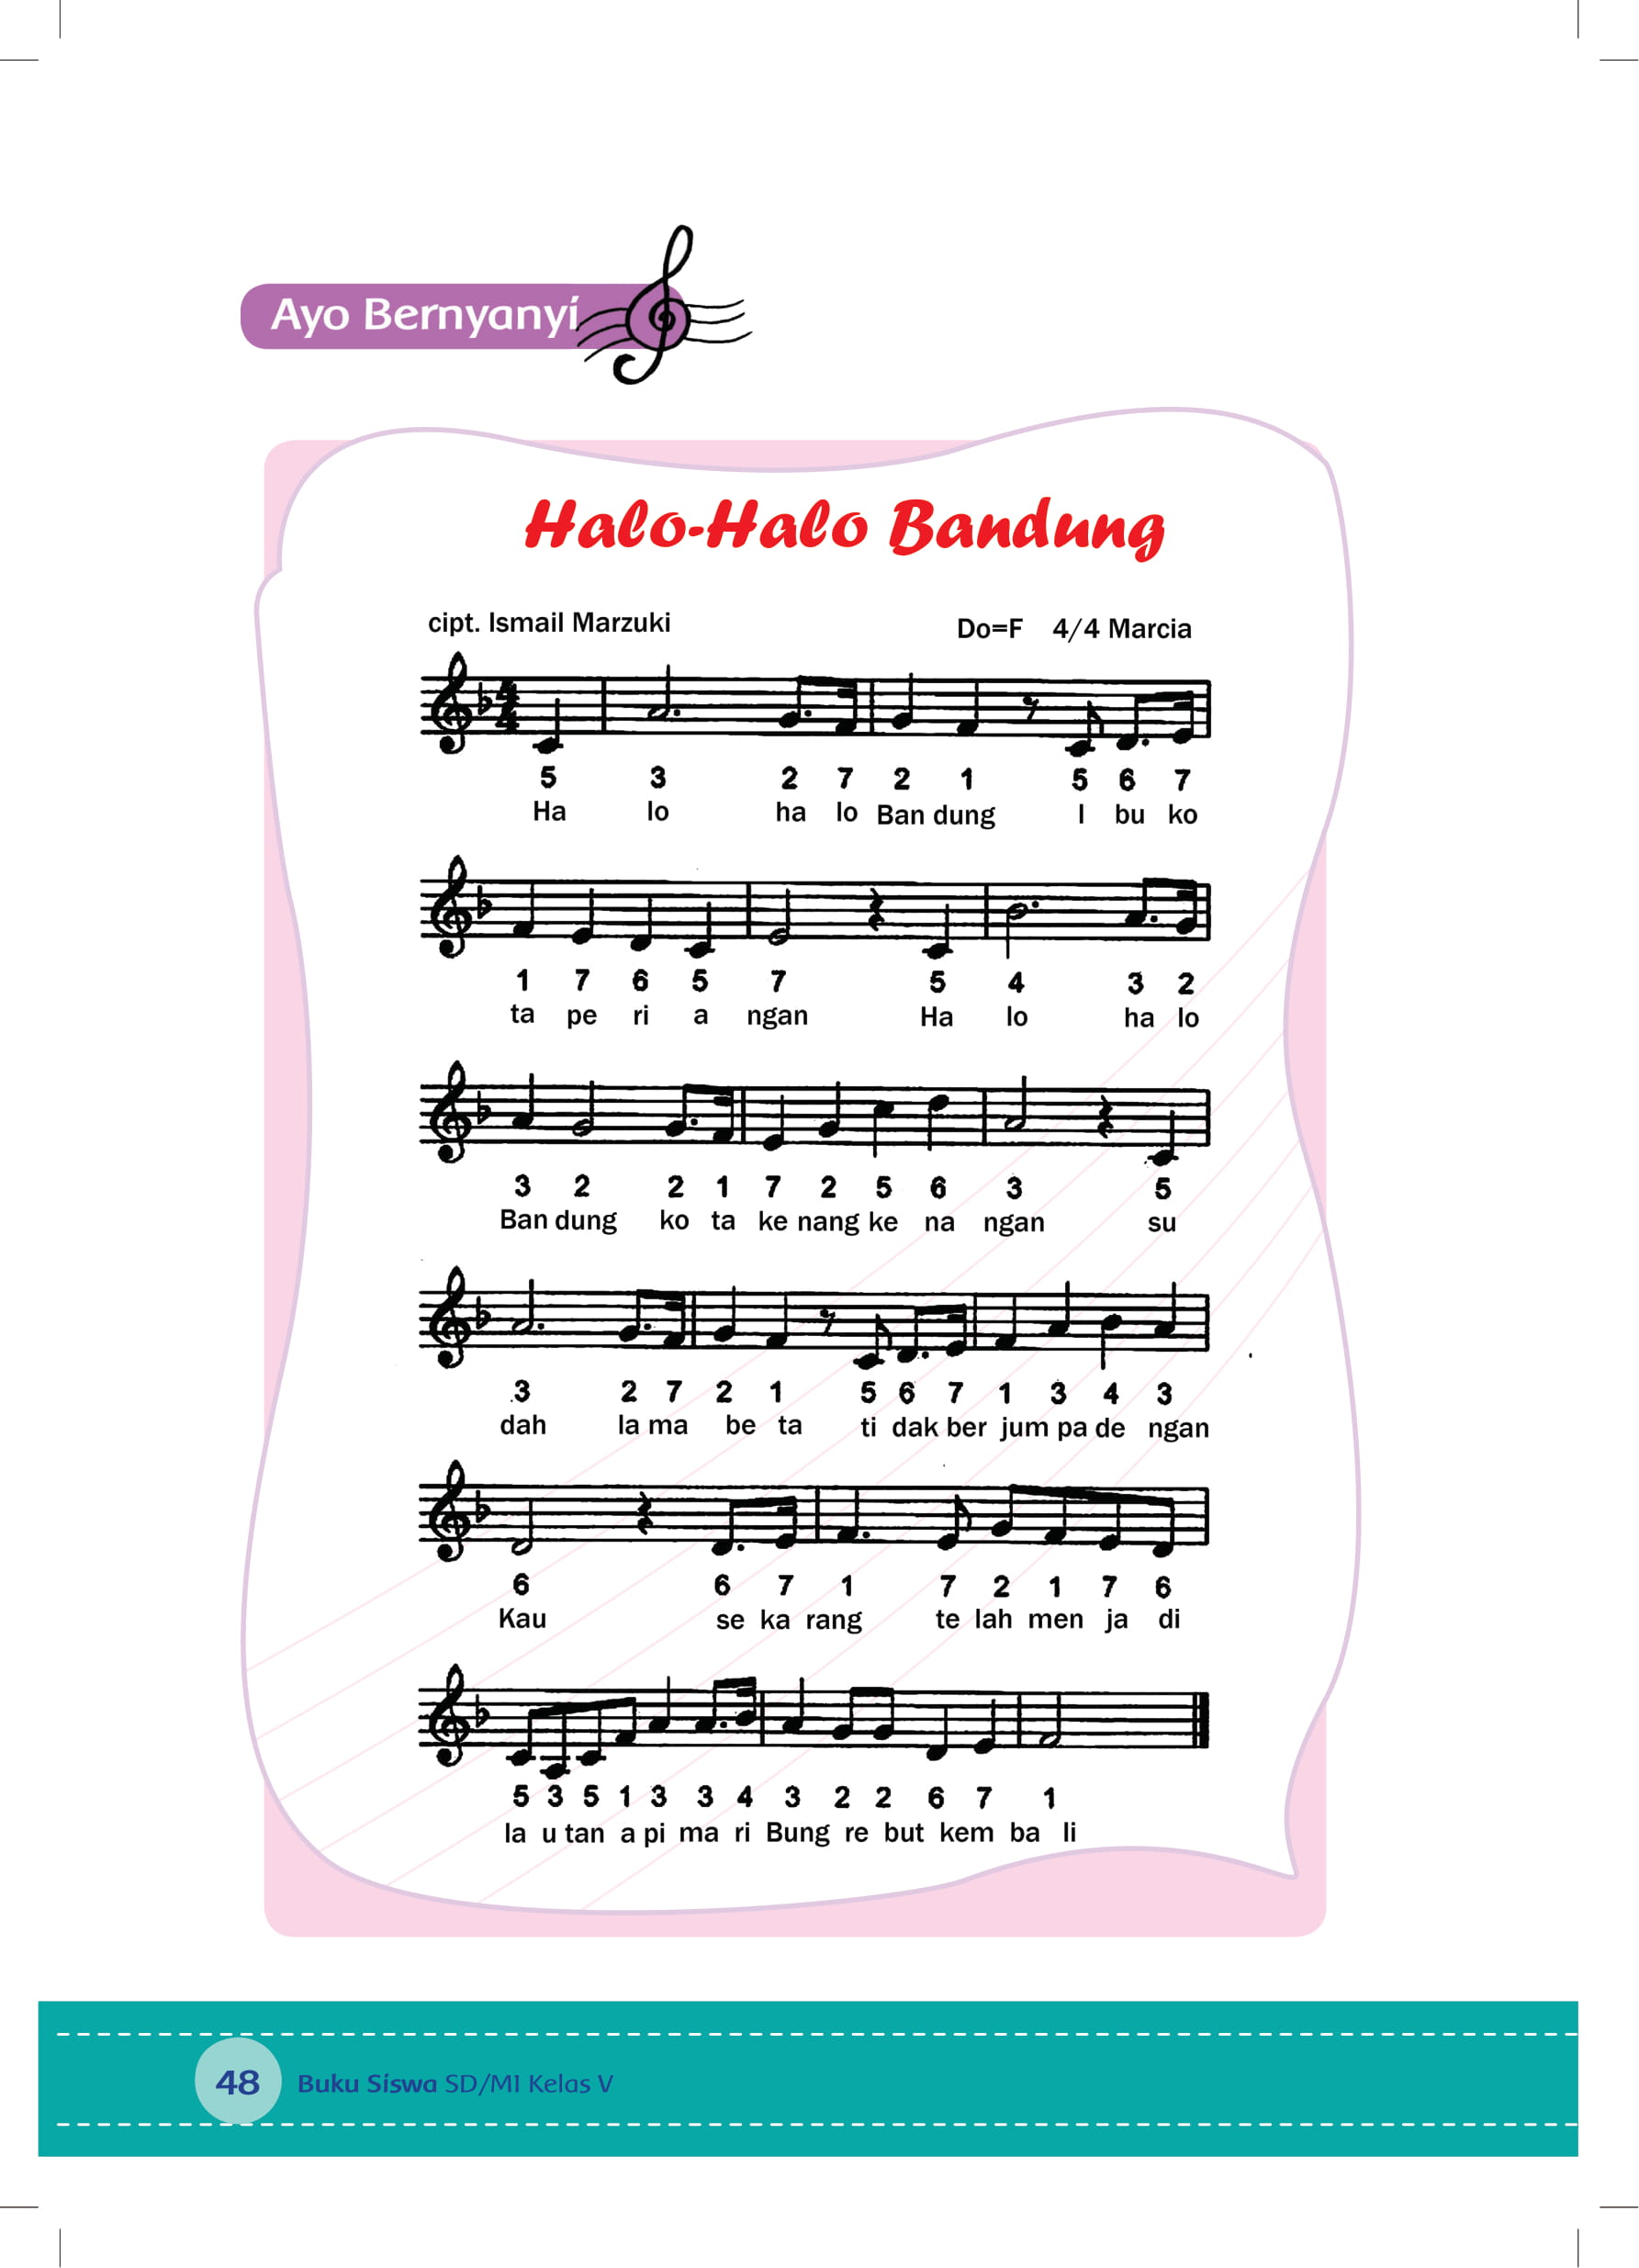 Ayo Bernyanyi
Halo-Halo Bandung
cipt. Ismail Marzuki Do=F 4/4 Marcia
4 4
5 3 2 7 2 1 5 6 7
Ha lo ha lo Ban dung I bu ko
1 7 6 5 7 5 4 3 2
ta pe ri a ngan Ha lo ha lo
3 2 2 1 7 2 5 6 3 5
Ban dung ko ta ke nang ke na ngan su
3 2 7 2 1 5 6 7 1 3 4 3
dah la ma be ta ti dak ber jum pa de ngan
6 6 7 1 7 2 1 7 6
Kau se ka rang te lah men ja di
5 3 5 1 3 3 4 3 2 2 6 7 1
la u tan a pi ma ri Bung re but kem ba li
48 Buku Siswa SD/MI Kelas V